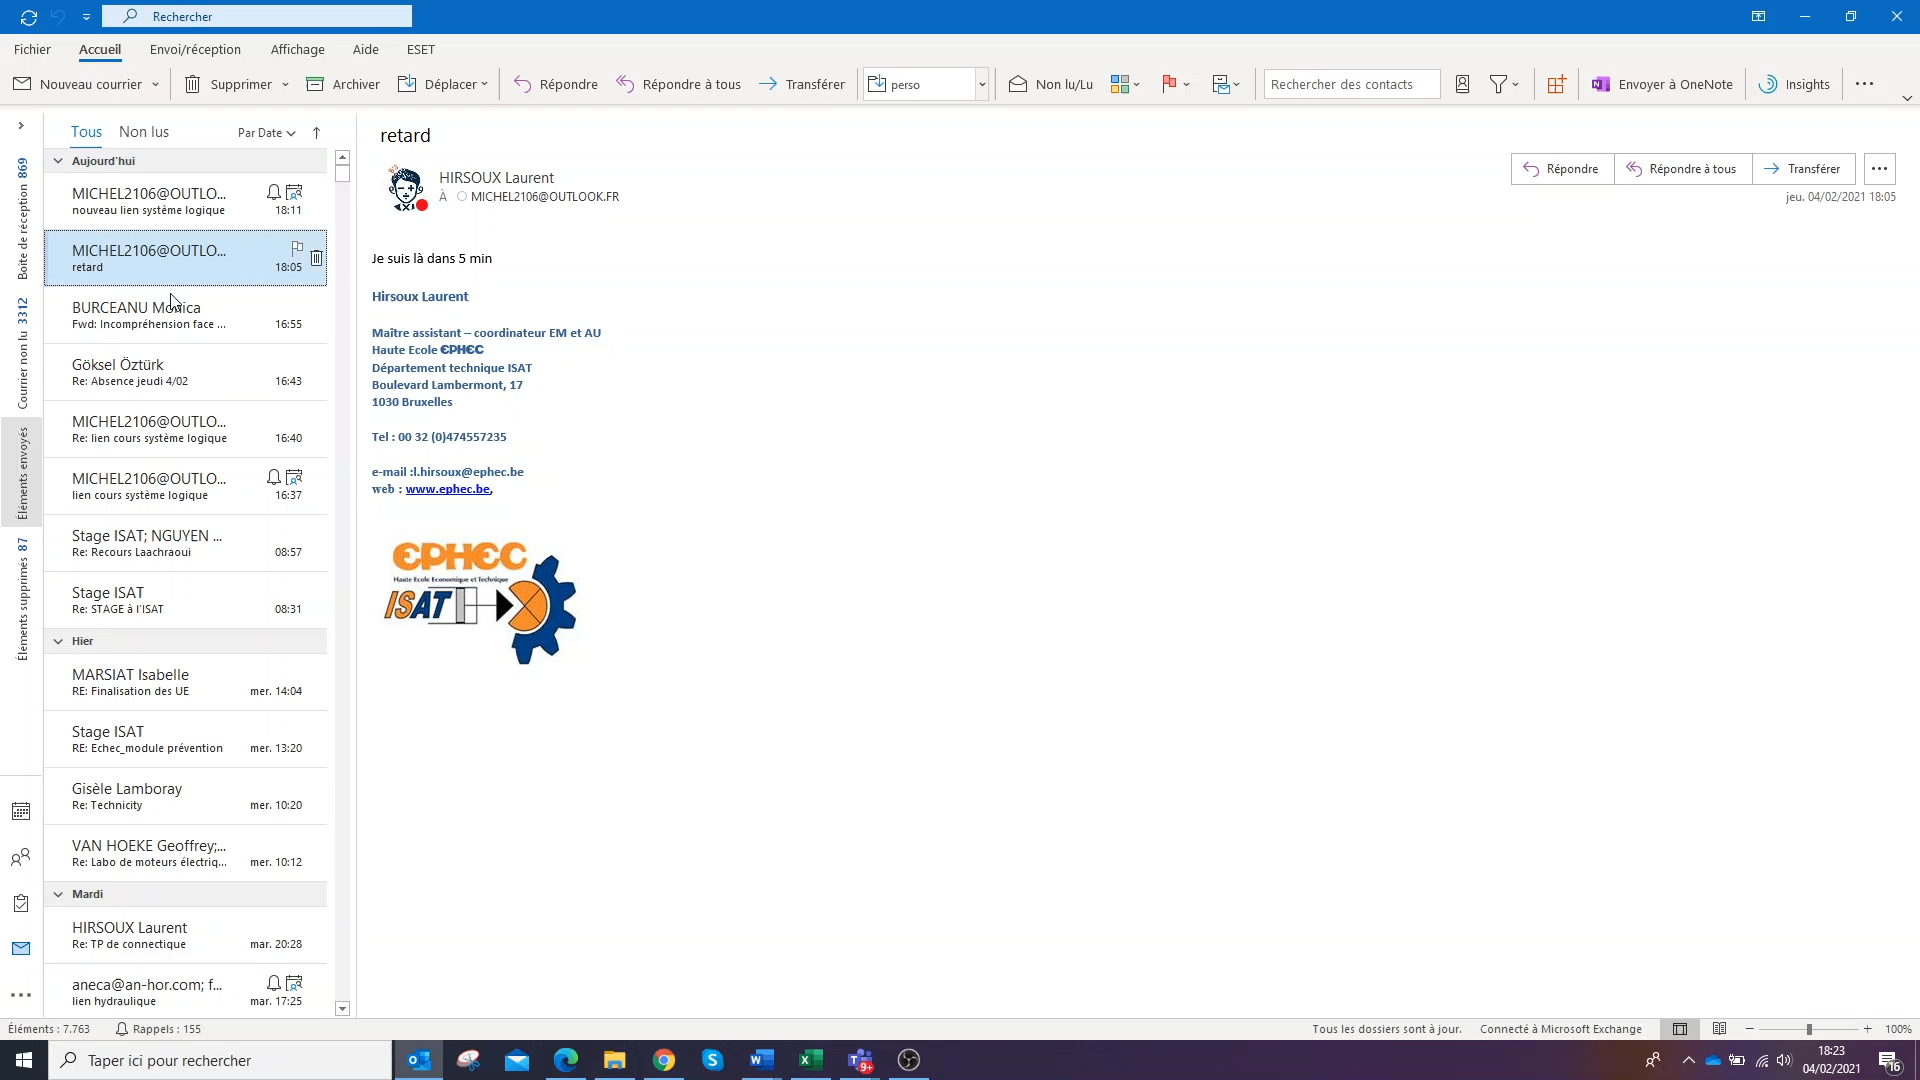 Rechercher
Fichier Accueil Envoi/réception Affichage Aide ESET
Nouveau courrier Supprimer Archiver Déplacer Répondre Répondre à tous Transférer perso Non lu/Lu Rechercher des contacts Envoyer à OneNote Insights
Boîte de réception 869
Courrier non lu 3312
Éléments envoyés
Éléments supprimés 87
Tous Non lus Par Date
Aujourd'hui
MICHEL2106@OUTLO...
nouveau lien système logique 18:11
MICHEL2106@OUTLO...
retard 18:05
BURCEANU Monica
Fwd: Incompréhension face ... 16:55
Göksel Öztürk
Re: Absence jeudi 4/02 16:43
MICHEL2106@OUTLO...
Re: lien cours système logique 16:40
MICHEL2106@OUTLO...
lien cours système logique 16:37
Stage ISAT; NGUYEN ...
Re: Recours Laachraoui 08:57
Stage ISAT
Re: STAGE à l'ISAT 08:31
Hier
MARSIAT Isabelle
RE: Finalisation des UE mer. 14:04
Stage ISAT
RE: Echec_module prévention mer. 13:20
Gisèle Lamboray
Re: Technicity mer. 10:20
VAN HOEKE Geoffrey;...
Re: Labo de moteurs électriq... mer. 10:12
Mardi
HIRSOUX Laurent
Re: TP de connectique mar. 20:28
aneca@an-hor.com; f...
lien hydraulique mar. 17:25
retard
HIRSOUX Laurent
À MICHEL2106@OUTLOOK.FR
Répondre Répondre à tous Transférer
jeu. 04/02/2021 18:05
Je suis là dans 5 min
Hirsoux Laurent
Maître assistant – coordinateur EM et AU
Haute Ecole EPHEC
Département technique ISAT
Boulevard Lambermont, 17
1030 Bruxelles
Tel : 00 32 (0)474557235
e-mail :l.hirsoux@ephec.be
web : www.ephec.be,
EPHEC
Haute Ecole Economique et Technique
ISAT
Éléments : 7.763 Rappels : 155 Tous les dossiers sont à jour. Connecté à Microsoft Exchange 100%
Taper ici pour rechercher
9+
18:23
04/02/2021
16